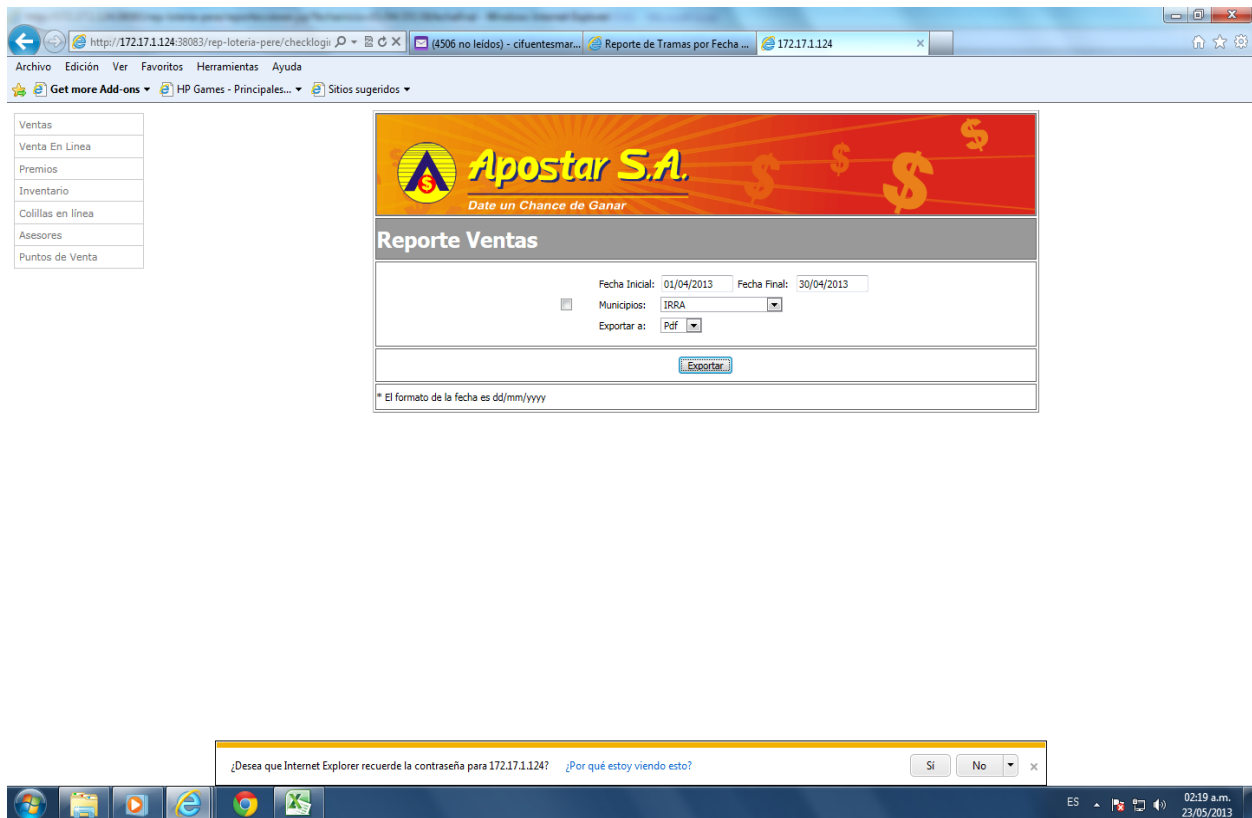 http://172.17.1.124:38083/rep-loteria-pere/checklogii
(4506 no leídos) - cifuentesmar...
Reporte de Tramas por Fecha ...
172.17.1.124
Archivo Edición Ver Favoritos Herramientas Ayuda
Get more Add-ons HP Games - Principales... Sitios sugeridos
Ventas
Venta En Linea
Premios
Inventario
Colillas en línea
Asesores
Puntos de Venta
Apostar S.A.
Date un Chance de Ganar
Reporte Ventas
Fecha Inicial: 01/04/2013 Fecha Final: 30/04/2013
Municipios: IRRA
Exportar a: Pdf
Exportar
* El formato de la fecha es dd/mm/yyyy
¿Desea que Internet Explorer recuerde la contraseña para 172.17.1.124? ¿Por qué estoy viendo esto? Sí No
ES 02:19 a.m.
23/05/2013